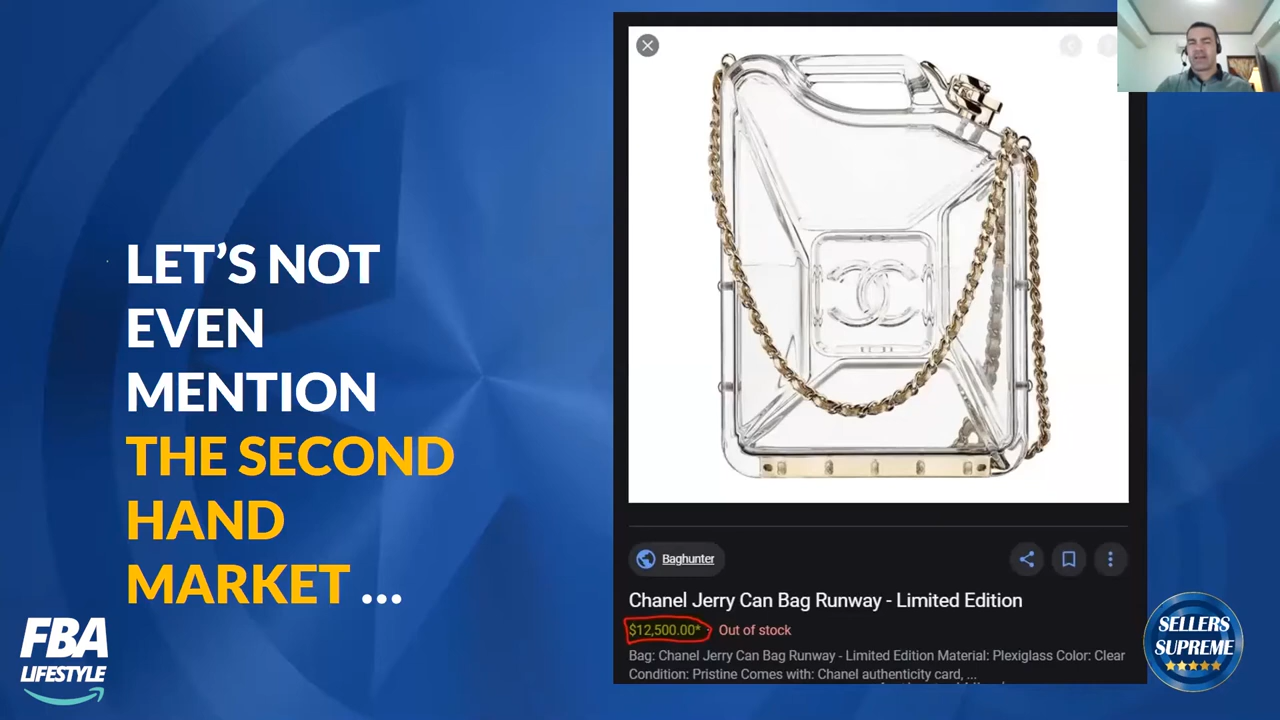 LET'S NOT
EVEN
MENTION
THE SECOND
HAND
MARKET ...
FBA
LIFESTYLE
Baghunter
Chanel Jerry Can Bag Runway - Limited Edition
$12,500.00* · Out of stock
Bag: Chanel Jerry Can Bag Runway - Limited Edition Material: Plexiglass Color: Clear
Condition: Pristine Comes with: Chanel authenticity card, ...
SELLERS
SUPREME